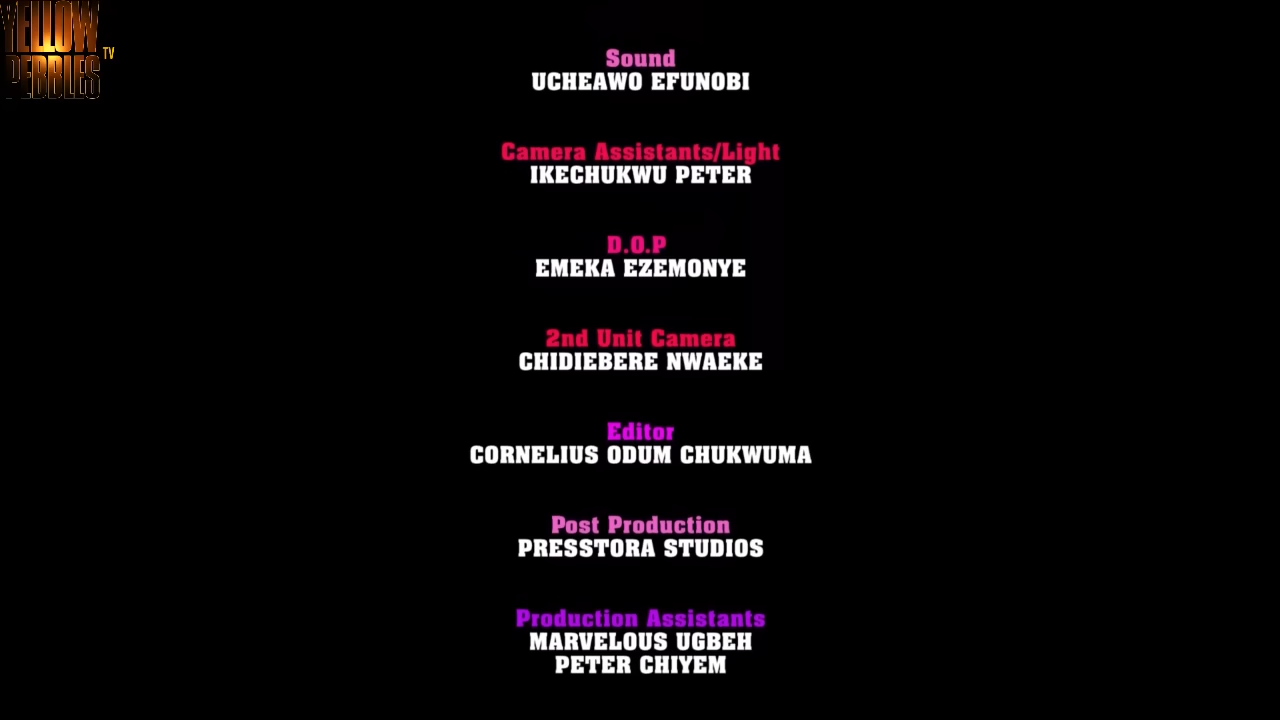 YELLOW
PEBBLES
TV
Sound
UCHEAWO EFUNOBI
Camera Assistants/Light
IKECHUKWU PETER
D.O.P
EMEKA EZEMONYE
2nd Unit Camera
CHIDIEBERE NWAEKE
Editor
CORNELIUS ODUM CHUKWUMA
Post Production
PRESSTORA STUDIOS
Production Assistants
MARVELOUS UGBEH
PETER CHIYEM